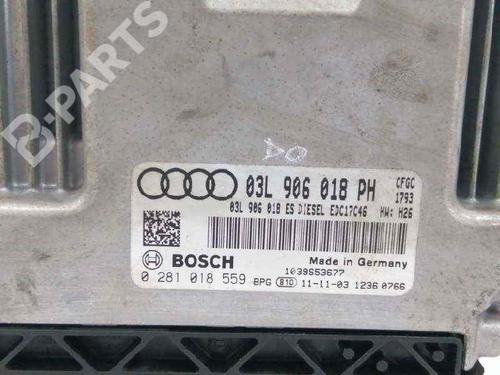 B-PARTS
DO
03L 906 018 PH
CFGC
1793
03L 906 018 ES DIESEL EDC17C46
HW: H26
BOSCH
Made in Germany
1039S53677
0 281 018 559
BPG 810 11-11-03 1236 0766